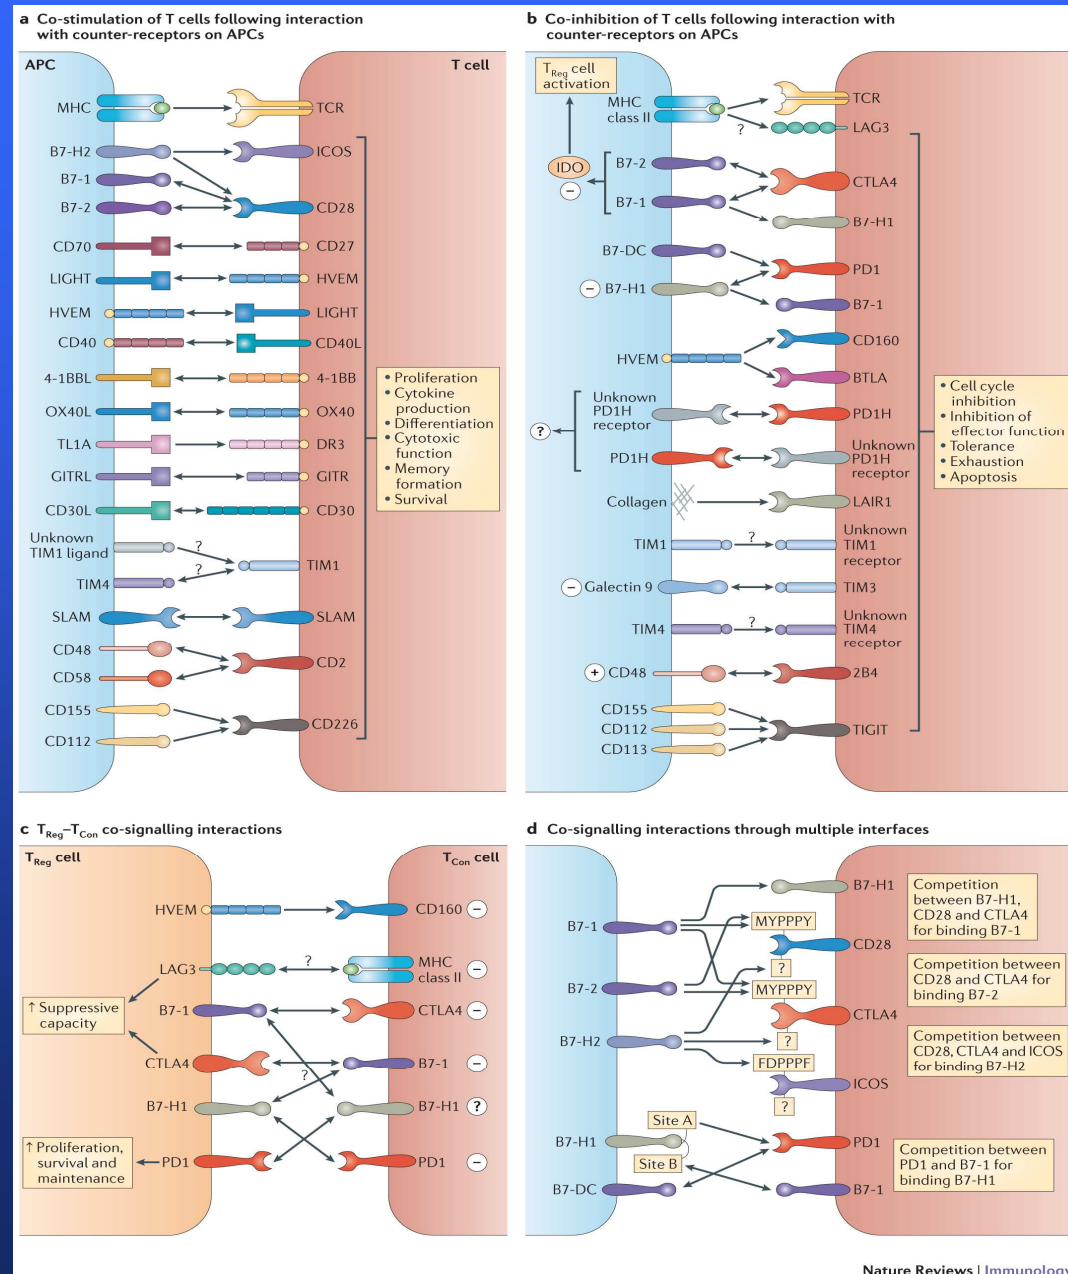 a Co-stimulation of T cells following interaction
with counter-receptors on APCs
APC
T cell
MHC
TCR
B7-H2
ICOS
B7-1
B7-2
CD28
CD70
CD27
LIGHT
HVEM
HVEM
LIGHT
CD40
CD40L
4-1BBL
4-1BB
OX40L
OX40
TL1A
DR3
GITRL
GITR
CD30L
CD30
Unknown
TIM1 ligand
?
TIM1
?
TIM4
SLAM
SLAM
CD48
CD2
CD58
CD155
CD226
CD112
• Proliferation
• Cytokine
production
• Differentiation
• Cytotoxic
function
• Memory
formation
• Survival
b Co-inhibition of T cells following interaction with
counter-receptors on APCs
TReg cell
activation
MHC
class II
TCR
?
LAG3
IDO
−
B7-2
CTLA4
B7-1
B7-H1
B7-DC
PD1
− B7-H1
B7-1
CD160
HVEM
BTLA
Unknown
PD1H
receptor
PD1H
?
PD1H
Unknown
PD1H
receptor
Collagen
LAIR1
TIM1
?
Unknown
TIM1
receptor
− Galectin 9
TIM3
TIM4
?
Unknown
TIM4
receptor
+ CD48
2B4
CD155
CD112
TIGIT
CD113
• Cell cycle
inhibition
• Inhibition of
effector function
• Tolerance
• Exhaustion
• Apoptosis
c TReg–TCon co-signalling interactions
TReg cell
TCon cell
HVEM
CD160 −
LAG3
?
MHC
class II
−
↑ Suppressive
capacity
B7-1
CTLA4 −
CTLA4
?
B7-1 −
B7-H1
B7-H1 ?
↑ Proliferation,
survival and
maintenance
PD1
PD1 −
d Co-signalling interactions through multiple interfaces
B7-H1
B7-1
MYPPPY
CD28
?
B7-2
MYPPPY
CTLA4
B7-H2
?
FDPPPF
ICOS
?
Site A
B7-H1
PD1
Site B
B7-DC
B7-1
Competition
between B7-H1,
CD28 and CTLA4
for binding B7-1
Competition between
CD28 and CTLA4 for
binding B7-2
Competition between
CD28, CTLA4 and ICOS
for binding B7-H2
Competition between
PD1 and B7-1 for
binding B7-H1
Nature Reviews | Immunology